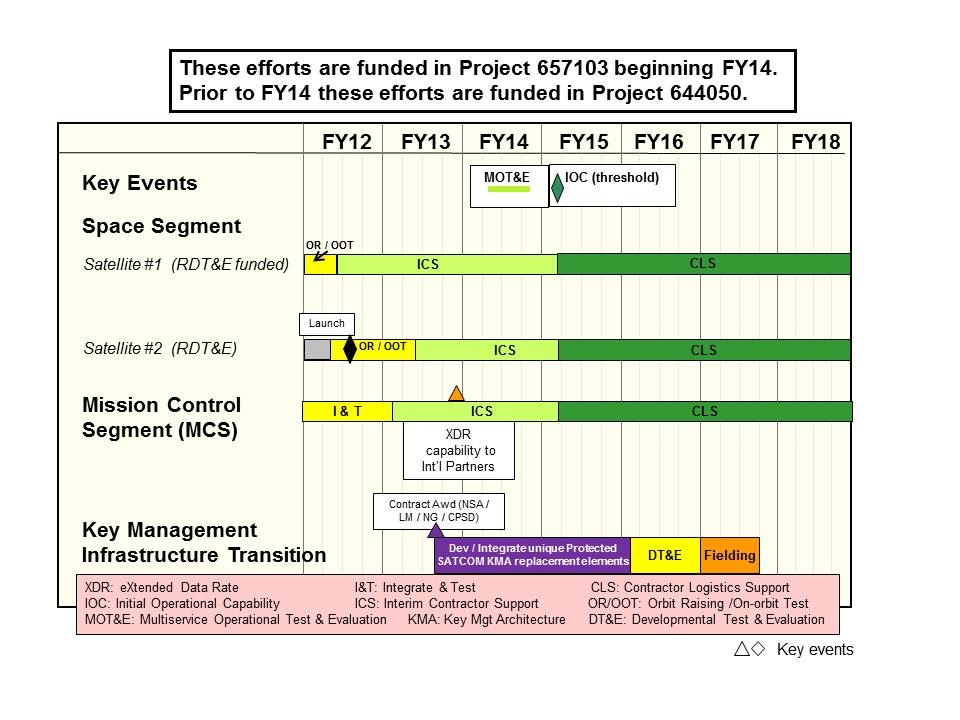 These efforts are funded in Project 657103 beginning FY14.
Prior to FY14 these efforts are funded in Project 644050.
FY12 FY13 FY14 FY15 FY16 FY17 FY18
Key Events
MOT&E
IOC (threshold)
Space Segment
OR / OOT
Satellite #1 (RDT&E funded)
ICS
CLS
Launch
Satellite #2 (RDT&E)
OR / OOT
ICS
CLS
Mission Control
Segment (MCS)
I & T
ICS
CLS
XDR
capability to
Int'l Partners
Contract Awd (NSA /
LM / NG / CPSD)
Key Management
Infrastructure Transition
Dev / Integrate unique Protected
SATCOM KMA replacement elements
DT&E
Fielding
XDR: eXtended Data Rate I&T: Integrate & Test CLS: Contractor Logistics Support
IOC: Initial Operational Capability ICS: Interim Contractor Support OR/OOT: Orbit Raising /On-orbit Test
MOT&E: Multiservice Operational Test & Evaluation KMA: Key Mgt Architecture DT&E: Developmental Test & Evaluation
Key events